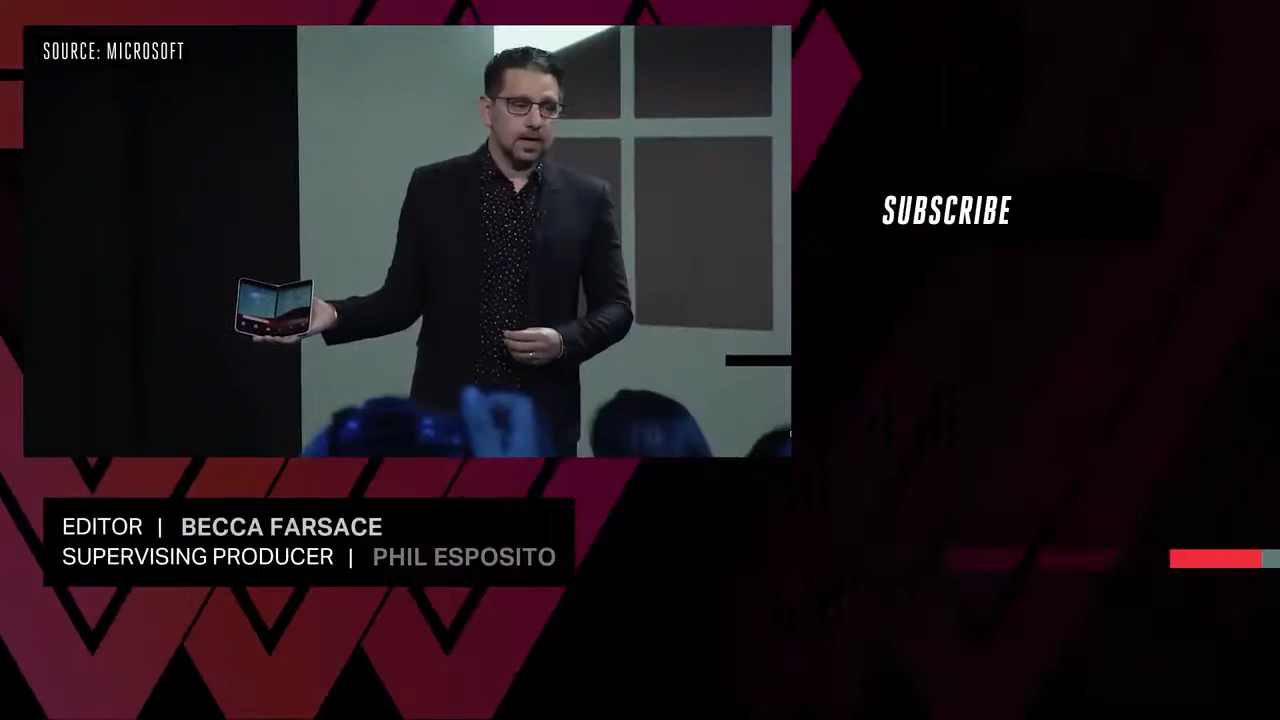 SOURCE: MICROSOFT
SUBSCRIBE
EDITOR | BECCA FARSACE
SUPERVISING PRODUCER | PHIL ESPOSITO